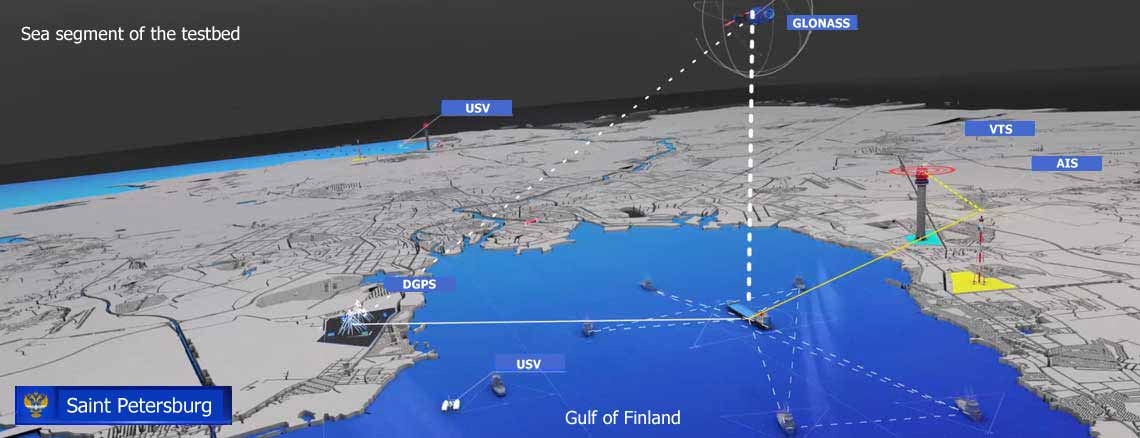 Sea segment of the testbed
GLONASS
USV
VTS
AIS
DGPS
USV
Saint Petersburg
Gulf of Finland